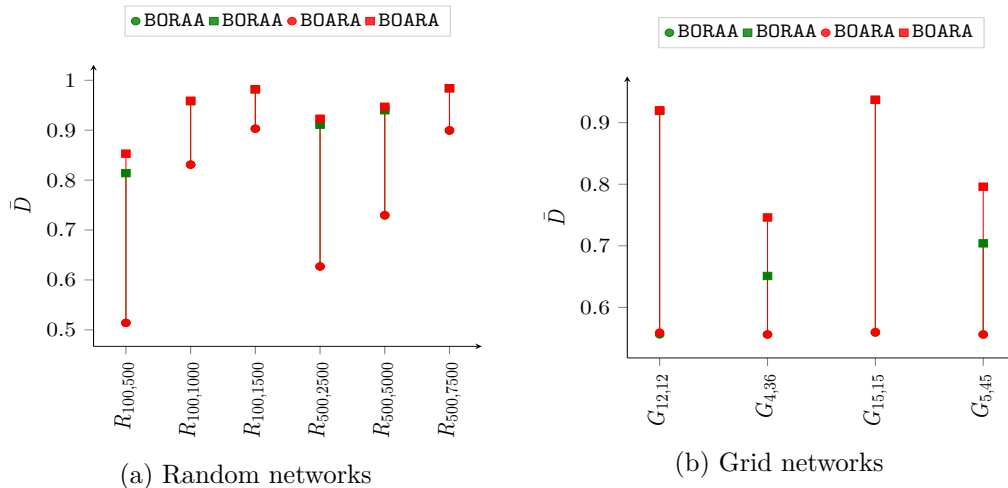 BORAA BORAA BOARA BOARA
1
0.9
0.8
0.7
0.6
0.5
D̄
R100,500
R100,1000
R100,1500
R500,2500
R500,5000
R500,7500
(a) Random networks
BORAA BORAA BOARA BOARA
0.9
0.8
0.7
0.6
D̄
G12,12
G4,36
G15,15
G5,45
(b) Grid networks